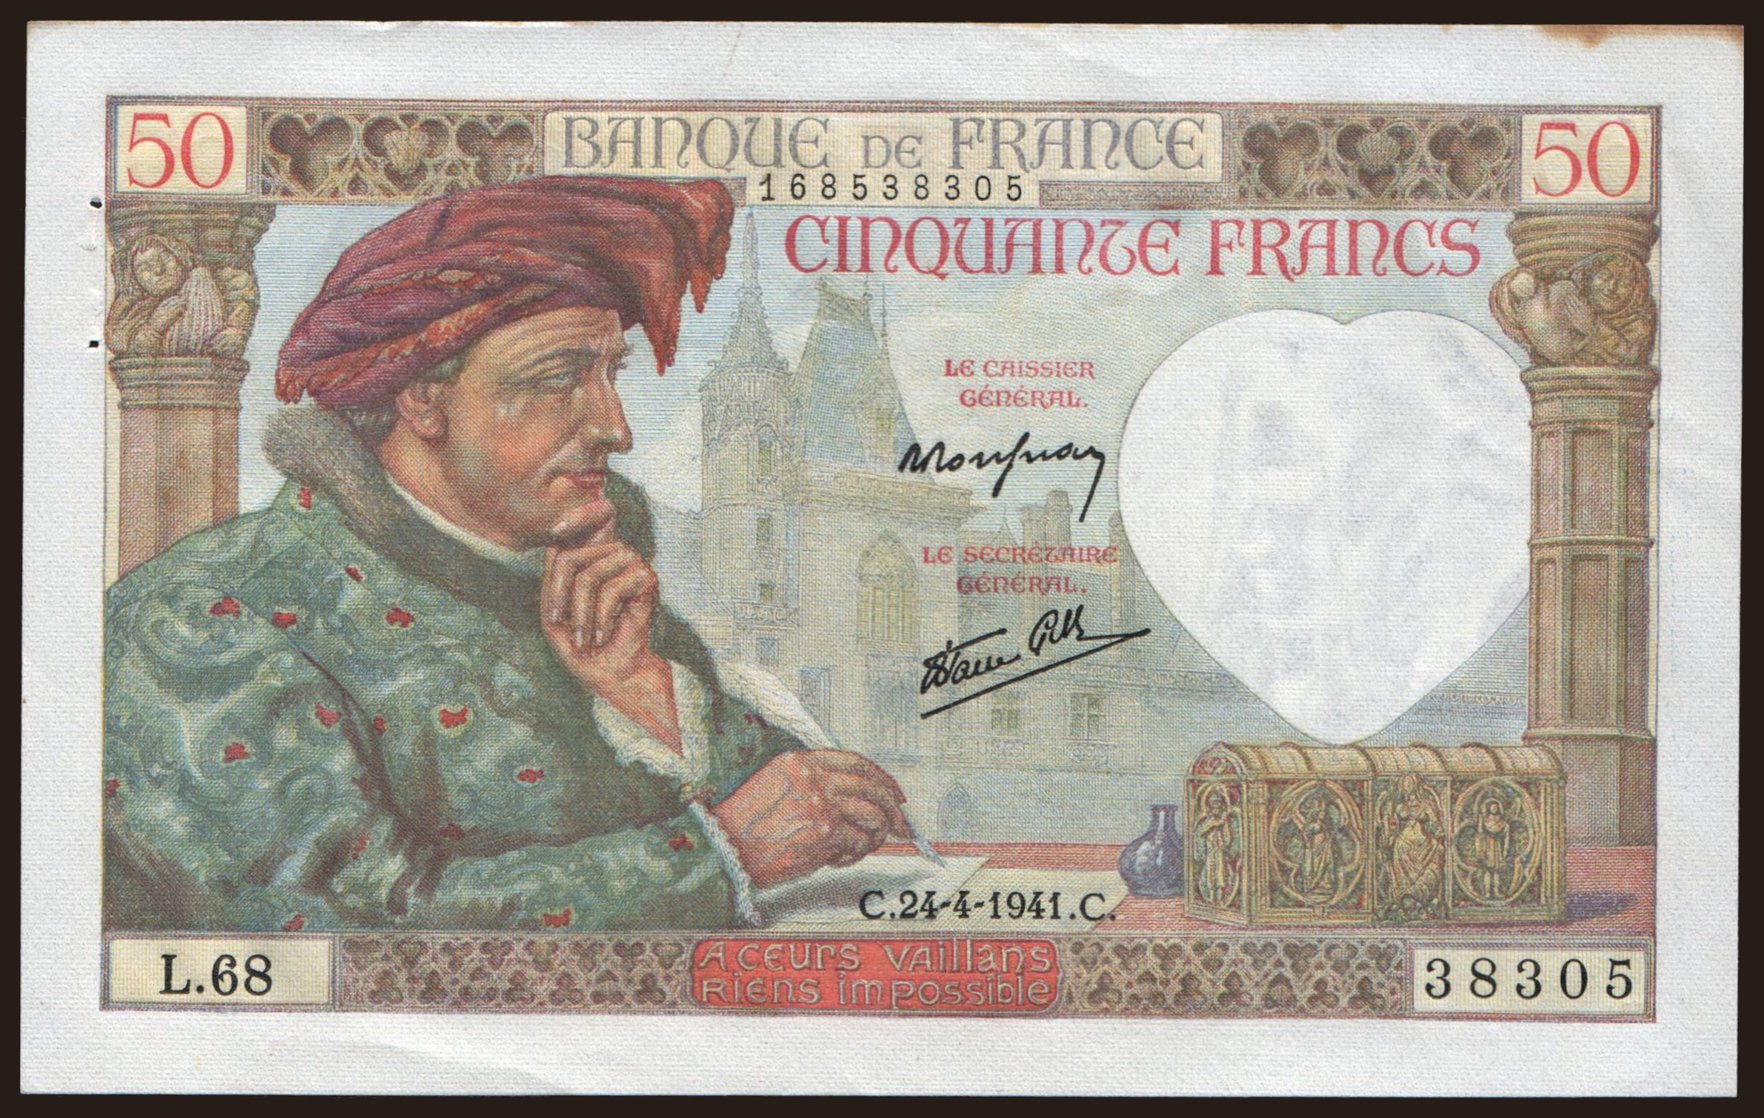 50 BANQUE DE FRANCE 50
168538305
CINQUANTE FRANCS
LE CAISSIER
GÉNÉRAL.
LE SECRÉTAIRE
GÉNÉRAL.
C.24-4-1941.C.
L.68
A CŒURS VAILLANS
RIENS IMPOSSIBLE
38305